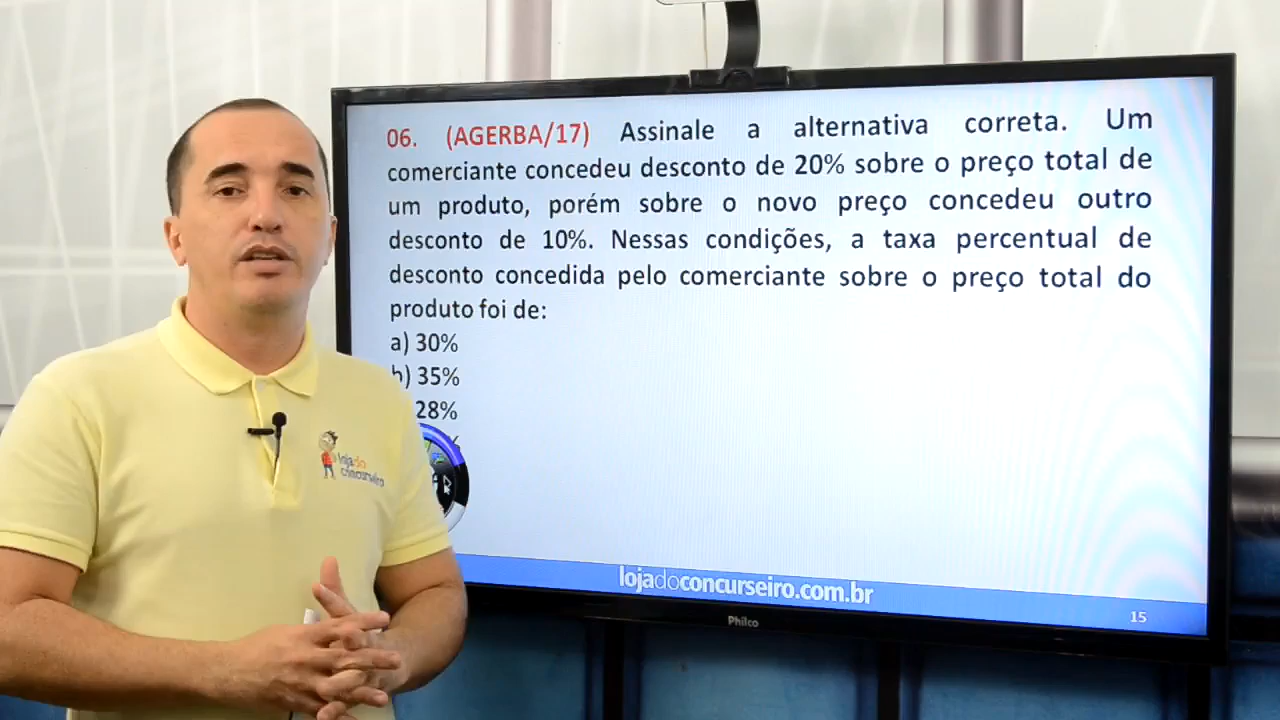 06. (AGERBA/17) Assinale a alternativa correta. Um
comerciante concedeu desconto de 20% sobre o preço total de
um produto, porém sobre o novo preço concedeu outro
desconto de 10%. Nessas condições, a taxa percentual de
desconto concedida pelo comerciante sobre o preço total do
produto foi de:
a) 30%
b) 35%
28%
%
lojado
concurseiro
lojadoconcurseiro.com.br
15
Philco